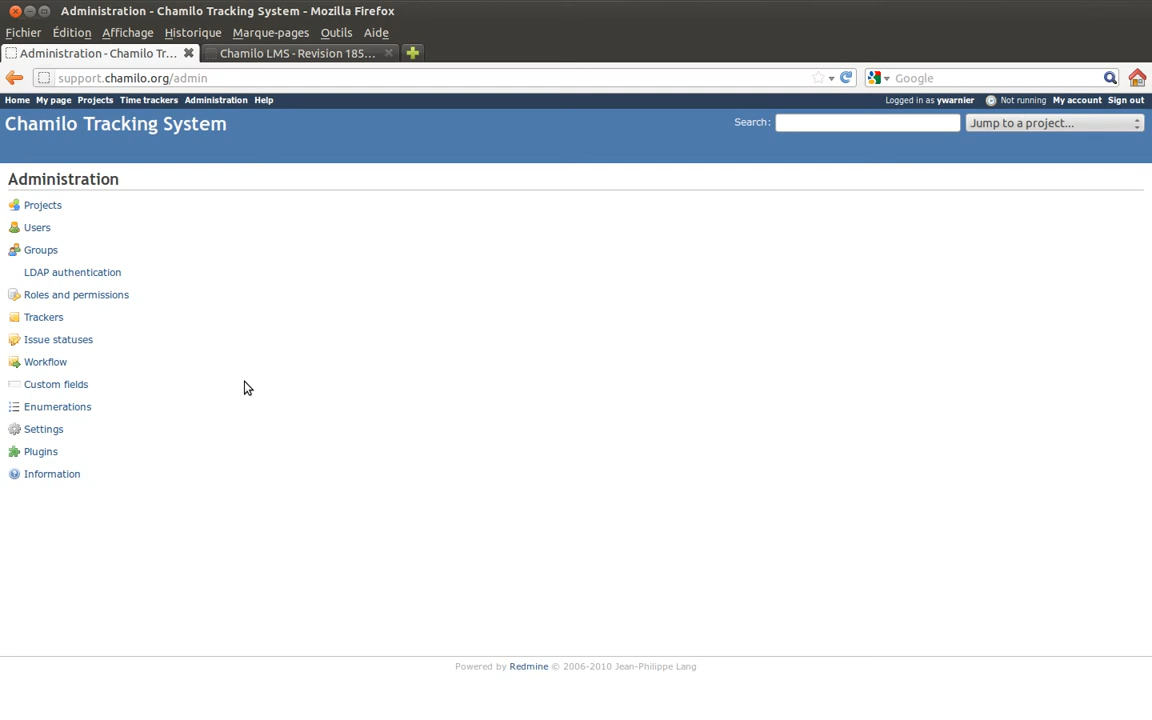 Administration - Chamilo Tracking System - Mozilla Firefox
Fichier Édition Affichage Historique Marque-pages Outils Aide
Administration - Chamilo Tr... Chamilo LMS - Revision 185...
support.chamilo.org/admin Google
Home My page Projects Time trackers Administration Help Logged in as ywarnier Not running My account Sign out
Chamilo Tracking System Search: Jump to a project...
Administration
Projects
Users
Groups
LDAP authentication
Roles and permissions
Trackers
Issue statuses
Workflow
Custom fields
Enumerations
Settings
Plugins
Information
Powered by Redmine © 2006-2010 Jean-Philippe Lang